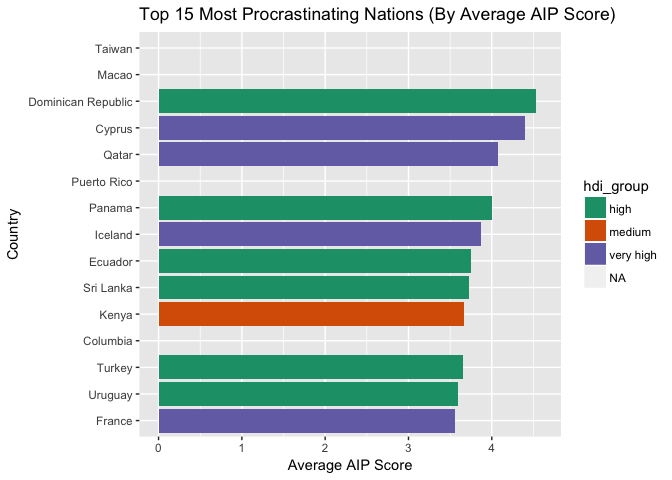 Top 15 Most Procrastinating Nations (By Average AIP Score)
Country
Taiwan
Macao
Dominican Republic
Cyprus
Qatar
Puerto Rico
Panama
Iceland
Ecuador
Sri Lanka
Kenya
Columbia
Turkey
Uruguay
France
0 1 2 3 4
Average AIP Score
hdi_group
high
medium
very high
NA